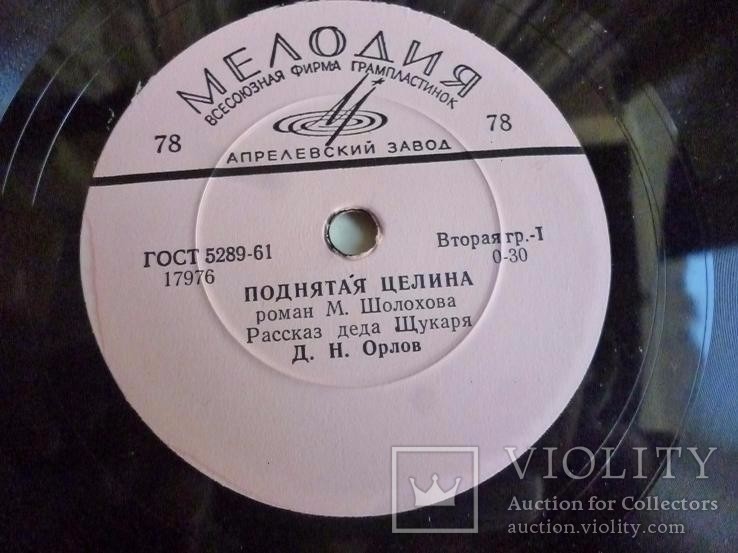 МЕЛОДИЯ
ВСЕСОЮЗНАЯ ФИРМА ГРАМПЛАСТИНОК
78 78
АПРЕЛЕВСКИЙ ЗАВОД
ГОСТ 5289-61 Вторая гр.-I
17976 0-30
ПОДНЯТАЯ ЦЕЛИНА
роман М. Шолохова
Рассказ деда Щукаря
Д. Н. Орлов
VIOLITY
Auction for Collectors
auction.violity.com